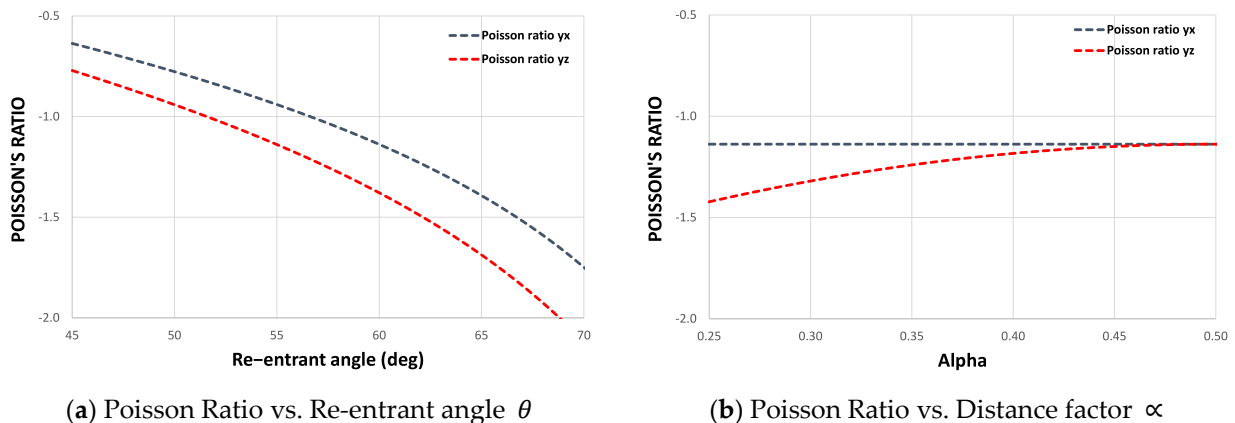 -0.5
-1.0
-1.5
-2.0
POISSON'S RATIO
Poisson ratio yx
Poisson ratio yz
45 50 55 60 65 70
Re−entrant angle (deg)
(a) Poisson Ratio vs. Re-entrant angle θ
-0.5
-1.0
-1.5
-2.0
POISSON'S RATIO
Poisson ratio yx
Poisson ratio yz
0.25 0.30 0.35 0.40 0.45 0.50
Alpha
(b) Poisson Ratio vs. Distance factor ∝